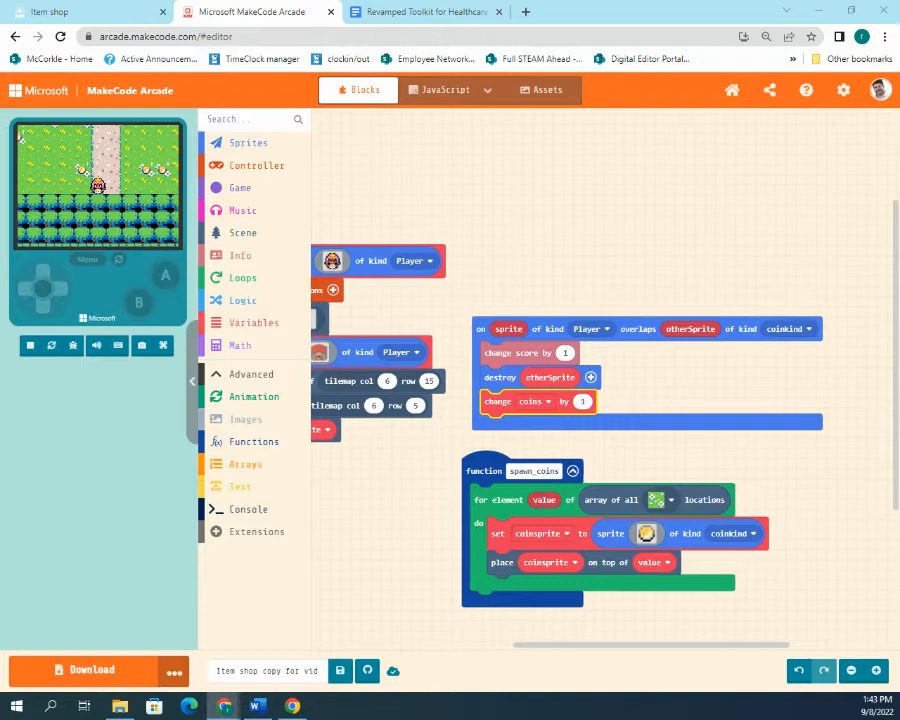 Item shop
Microsoft MakeCode Arcade
Revamped Toolkit for Healthcare
arcade.makecode.com/#editor
McCorkle - Home
Active Announcem...
TimeClock manager
clockin/out
Employee Network...
Full STEAM Ahead -...
Digital Editor Portal...
Other bookmarks
Microsoft
MakeCode Arcade
Blocks
JavaScript
Assets
Search...
Sprites
Controller
Game
Music
Scene
Info
Loops
Logic
Variables
Math
Advanced
Animation
Images
Functions
Arrays
Text
Console
Extensions
Menu
A
B
Microsoft
of kind Player
ons
of kind Player
f tilemap col 6 row 15
tilemap col 6 row 5
te
on sprite of kind Player overlaps otherSprite of kind coinkind
change score by 1
destroy otherSprite
change coins by 1
function spawn_coins
for element value of array of all locations
do
set coinsprite to sprite of kind coinkind
place coinsprite on top of value
Download
Item shop copy for vid
1:43 PM
9/8/2022